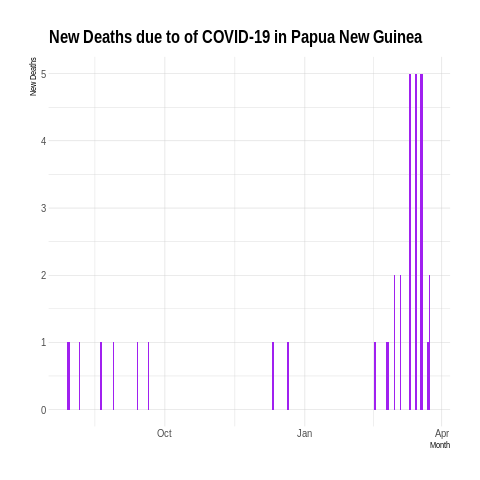 New Deaths due to of COVID-19 in Papua New Guinea
New Deaths
5
4
3
2
1
0
Oct
Jan
Apr
Month